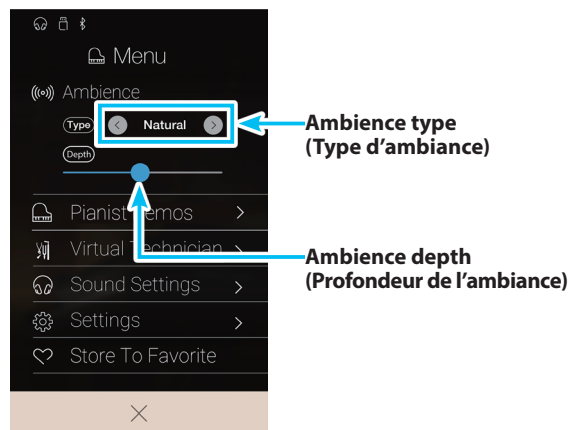 Menu
Ambience
Type
Natural
Depth
Pianist Demos
Virtual Technician
Sound Settings
Settings
Store To Favorite
Ambience type
(Type d’ambiance)
Ambience depth
(Profondeur de l’ambiance)